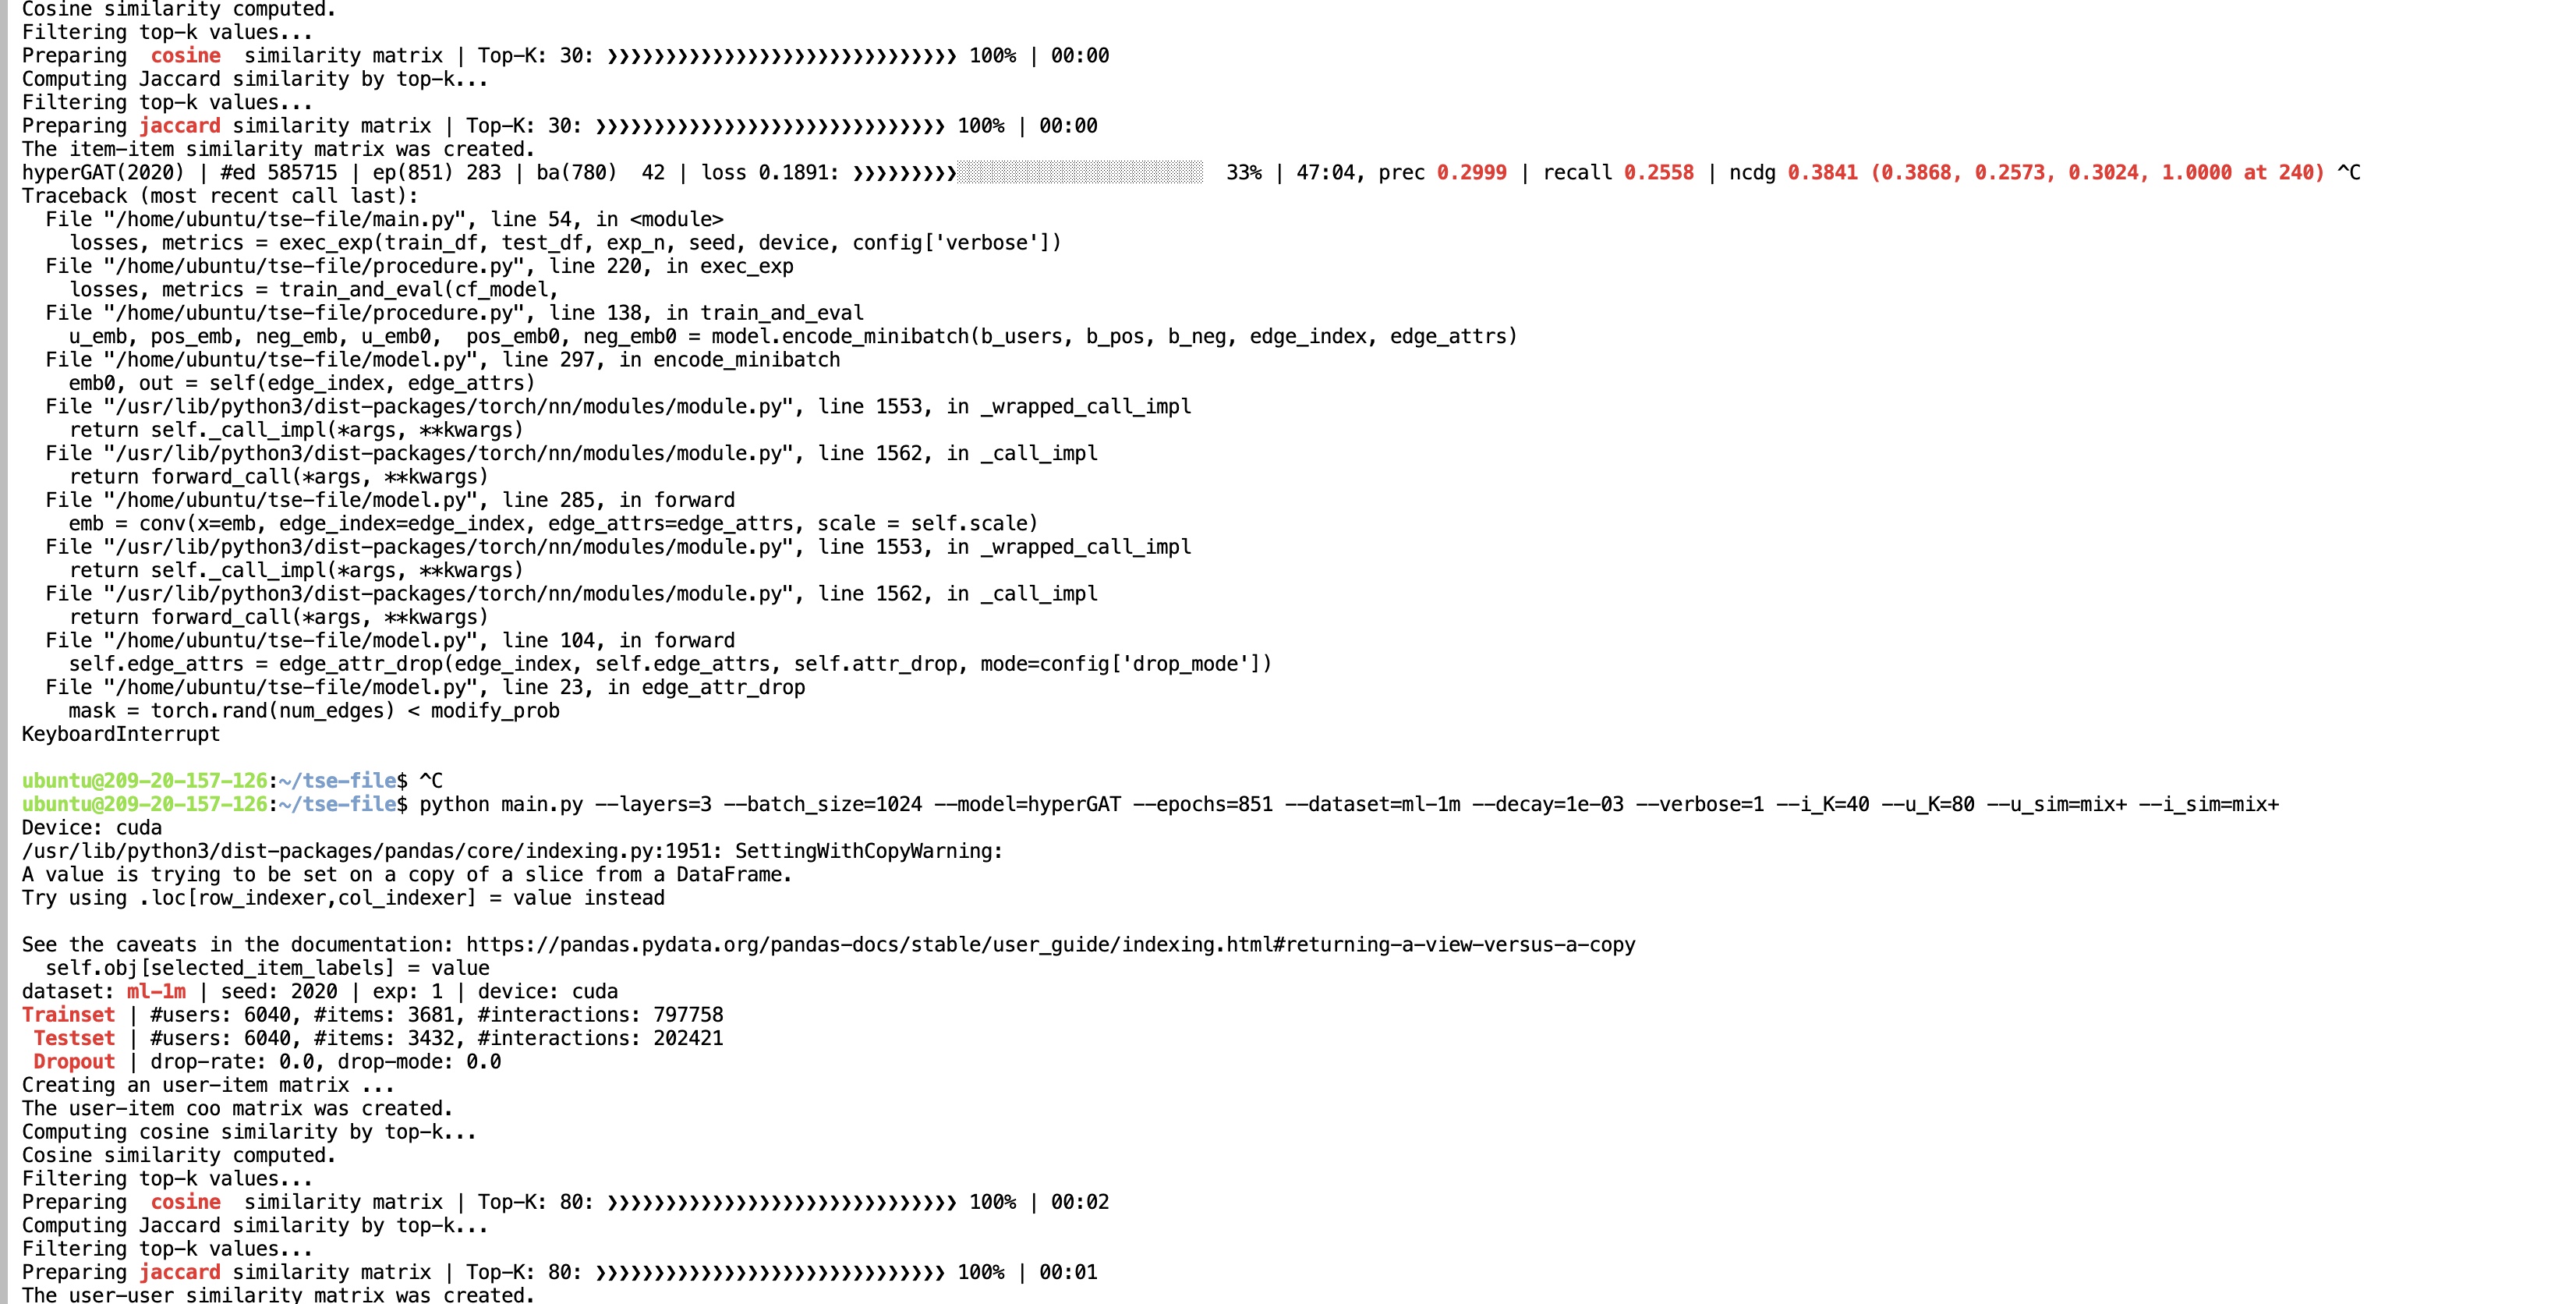 Cosine similarity computed.
Filtering top-k values...
Preparing  cosine  similarity matrix | Top-K: 30: ❯❯❯❯❯❯❯❯❯❯❯❯❯❯❯❯❯❯❯❯❯❯❯❯❯❯❯❯❯❯ 100% | 00:00
Computing Jaccard similarity by top-k...
Filtering top-k values...
Preparing jaccard similarity matrix | Top-K: 30: ❯❯❯❯❯❯❯❯❯❯❯❯❯❯❯❯❯❯❯❯❯❯❯❯❯❯❯❯❯❯ 100% | 00:00
The item-item similarity matrix was created.
hyperGAT(2020) | #ed 585715 | ep(851) 283 | ba(780)  42 | loss 0.1891: ❯❯❯❯❯❯❯❯❯░░░░░░░░░░░░░░░░░░░░░  33% | 47:04, prec 0.2999 | recall 0.2558 | ncdg 0.3841 (0.3868, 0.2573, 0.3024, 1.0000 at 240) ^C
Traceback (most recent call last):
  File "/home/ubuntu/tse-file/main.py", line 54, in <module>
    losses, metrics = exec_exp(train_df, test_df, exp_n, seed, device, config['verbose'])
  File "/home/ubuntu/tse-file/procedure.py", line 220, in exec_exp
    losses, metrics = train_and_eval(cf_model,
  File "/home/ubuntu/tse-file/procedure.py", line 138, in train_and_eval
    u_emb, pos_emb, neg_emb, u_emb0,  pos_emb0, neg_emb0 = model.encode_minibatch(b_users, b_pos, b_neg, edge_index, edge_attrs)
  File "/home/ubuntu/tse-file/model.py", line 297, in encode_minibatch
    emb0, out = self(edge_index, edge_attrs)
  File "/usr/lib/python3/dist-packages/torch/nn/modules/module.py", line 1553, in _wrapped_call_impl
    return self._call_impl(*args, **kwargs)
  File "/usr/lib/python3/dist-packages/torch/nn/modules/module.py", line 1562, in _call_impl
    return forward_call(*args, **kwargs)
  File "/home/ubuntu/tse-file/model.py", line 285, in forward
    emb = conv(x=emb, edge_index=edge_index, edge_attrs=edge_attrs, scale = self.scale)
  File "/usr/lib/python3/dist-packages/torch/nn/modules/module.py", line 1553, in _wrapped_call_impl
    return self._call_impl(*args, **kwargs)
  File "/usr/lib/python3/dist-packages/torch/nn/modules/module.py", line 1562, in _call_impl
    return forward_call(*args, **kwargs)
  File "/home/ubuntu/tse-file/model.py", line 104, in forward
    self.edge_attrs = edge_attr_drop(edge_index, self.edge_attrs, self.attr_drop, mode=config['drop_mode'])
  File "/home/ubuntu/tse-file/model.py", line 23, in edge_attr_drop
    mask = torch.rand(num_edges) < modify_prob
KeyboardInterrupt
ubuntu@209-20-157-126:~/tse-file$ ^C
ubuntu@209-20-157-126:~/tse-file$ python main.py --layers=3 --batch_size=1024 --model=hyperGAT --epochs=851 --dataset=ml-1m --decay=1e-03 --verbose=1 --i_K=40 --u_K=80 --u_sim=mix+ --i_sim=mix+
Device: cuda
/usr/lib/python3/dist-packages/pandas/core/indexing.py:1951: SettingWithCopyWarning:
A value is trying to be set on a copy of a slice from a DataFrame.
Try using .loc[row_indexer,col_indexer] = value instead
See the caveats in the documentation: https://pandas.pydata.org/pandas-docs/stable/user_guide/indexing.html#returning-a-view-versus-a-copy
  self.obj[selected_item_labels] = value
dataset: ml-1m | seed: 2020 | exp: 1 | device: cuda
Trainset | #users: 6040, #items: 3681, #interactions: 797758
 Testset | #users: 6040, #items: 3432, #interactions: 202421
 Dropout | drop-rate: 0.0, drop-mode: 0.0
Creating an user-item matrix ...
The user-item coo matrix was created.
Computing cosine similarity by top-k...
Cosine similarity computed.
Filtering top-k values...
Preparing  cosine  similarity matrix | Top-K: 80: ❯❯❯❯❯❯❯❯❯❯❯❯❯❯❯❯❯❯❯❯❯❯❯❯❯❯❯❯❯❯ 100% | 00:02
Computing Jaccard similarity by top-k...
Filtering top-k values...
Preparing jaccard similarity matrix | Top-K: 80: ❯❯❯❯❯❯❯❯❯❯❯❯❯❯❯❯❯❯❯❯❯❯❯❯❯❯❯❯❯❯ 100% | 00:01
The user-user similarity matrix was created.